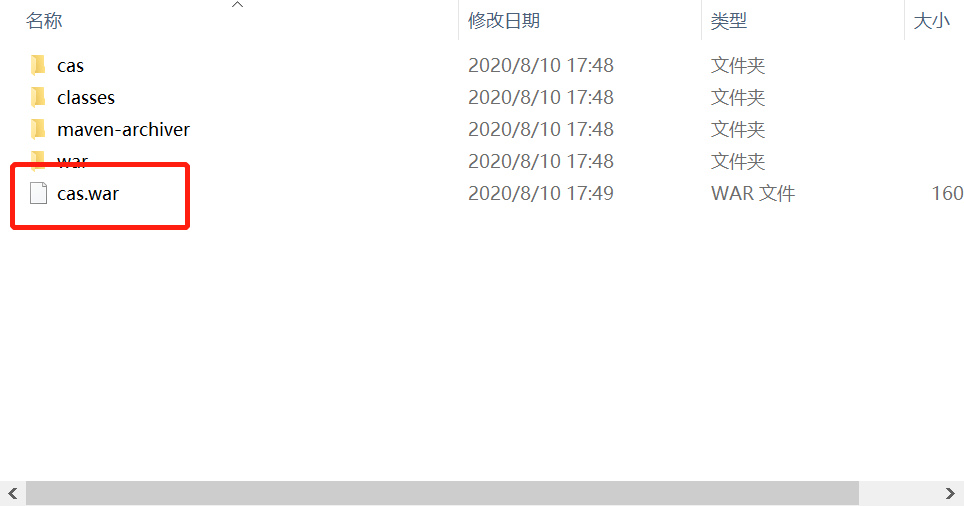 名称 修改日期 类型 大小
cas 2020/8/10 17:48 文件夹
classes 2020/8/10 17:48 文件夹
maven-archiver 2020/8/10 17:48 文件夹
war 2020/8/10 17:48 文件夹
cas.war 2020/8/10 17:49 WAR 文件 160